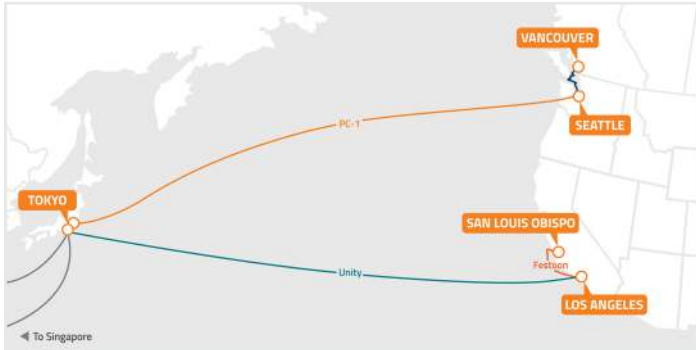 VANCOUVER
SEATTLE
PC-1
TOKYO
SAN LOUIS OBISPO
Festoon
Unity
LOS ANGELES
To Singapore